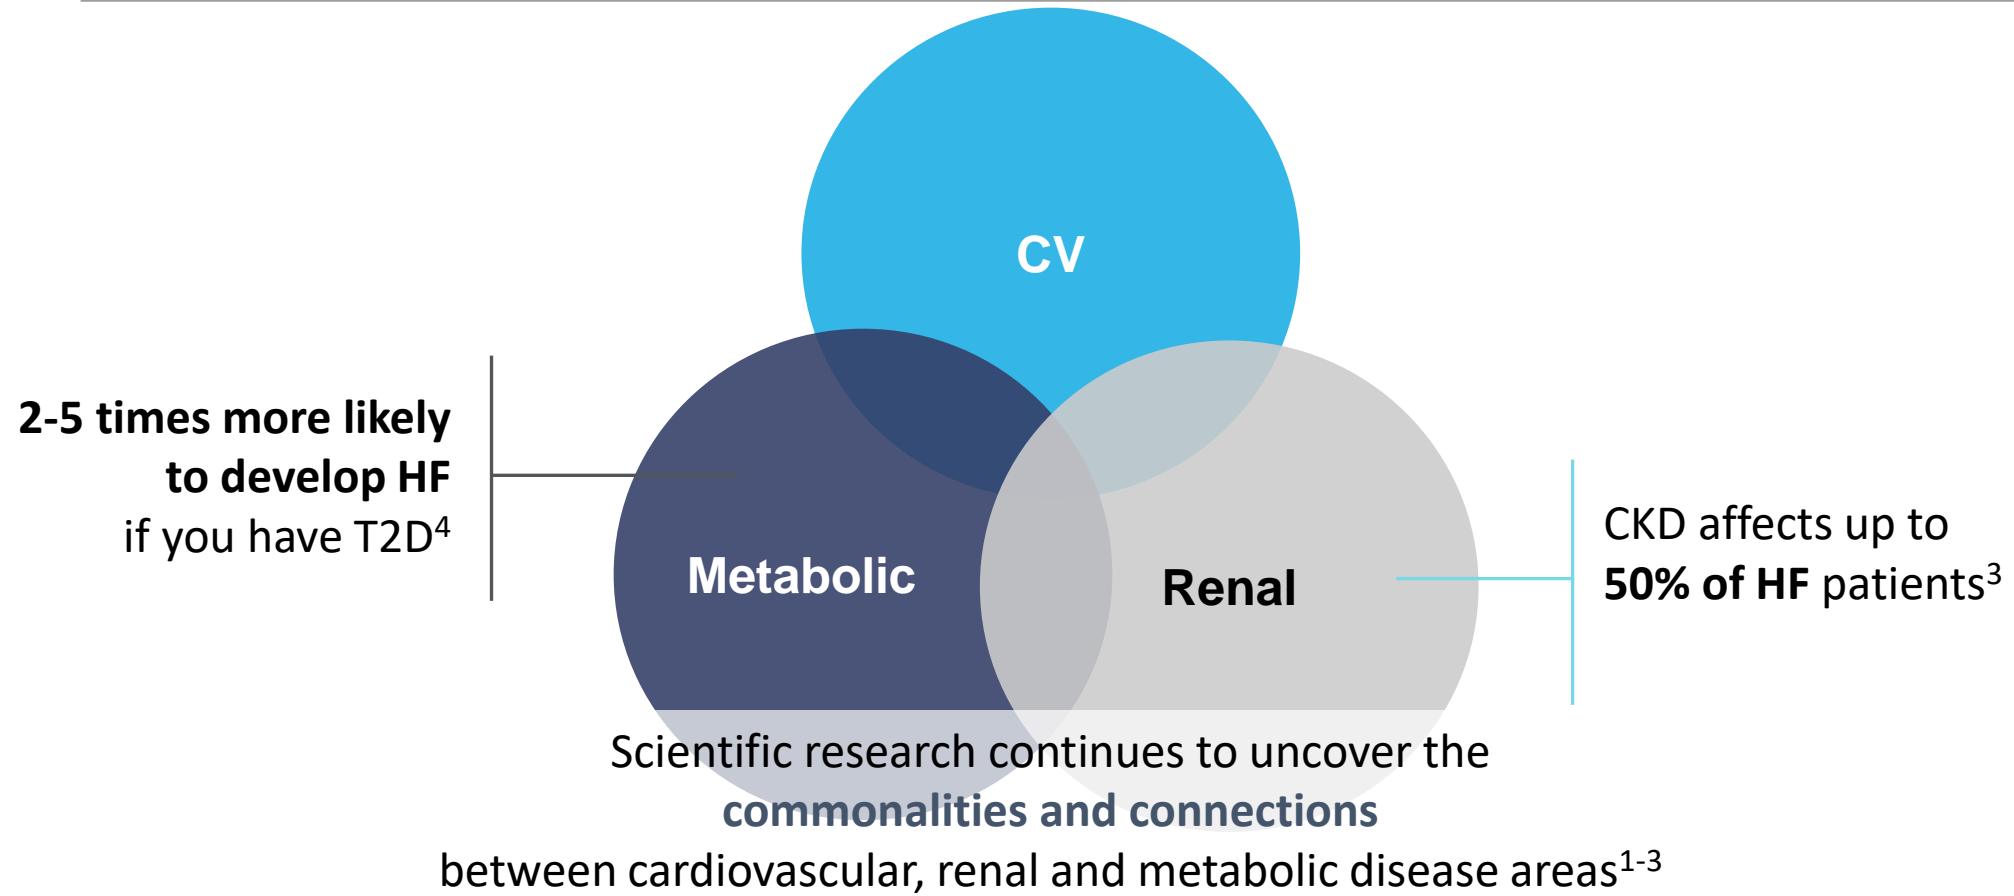 CV
2-5 times more likely
to develop HF
if you have T2D⁴
Metabolic
Renal
CKD affects up to
50% of HF patients³
Scientific research continues to uncover the
commonalities and connections
between cardiovascular, renal and metabolic disease areas¹⁻³